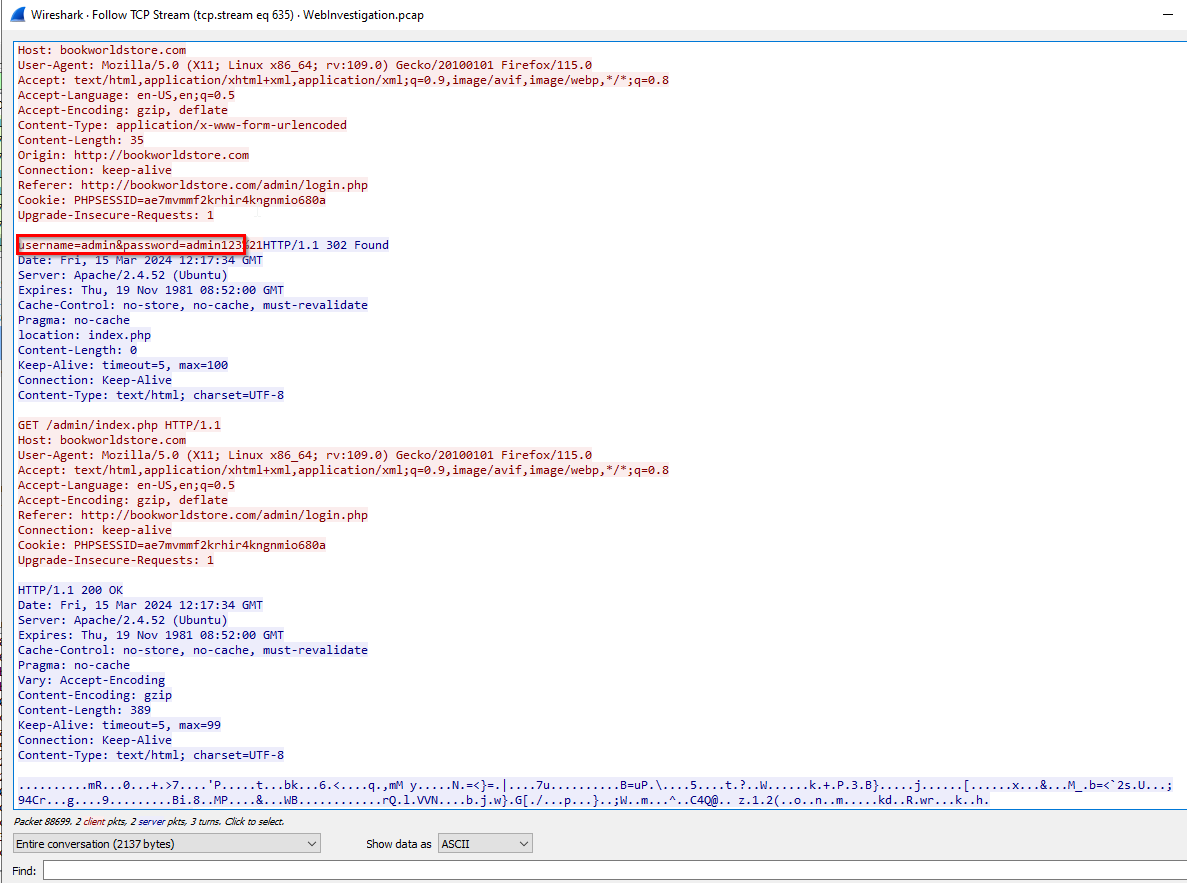 Wireshark · Follow TCP Stream (tcp.stream eq 635) · WebInvestigation.pcap
Host: bookworldstore.com
User-Agent: Mozilla/5.0 (X11; Linux x86_64; rv:109.0) Gecko/20100101 Firefox/115.0
Accept: text/html,application/xhtml+xml,application/xml;q=0.9,image/avif,image/webp,*/*;q=0.8
Accept-Language: en-US,en;q=0.5
Accept-Encoding: gzip, deflate
Content-Type: application/x-www-form-urlencoded
Content-Length: 35
Origin: http://bookworldstore.com
Connection: keep-alive
Referer: http://bookworldstore.com/admin/login.php
Cookie: PHPSESSID=ae7mvmmf2krhir4kngnmio680a
Upgrade-Insecure-Requests: 1
username=admin&password=admin123%21HTTP/1.1 302 Found
Date: Fri, 15 Mar 2024 12:17:34 GMT
Server: Apache/2.4.52 (Ubuntu)
Expires: Thu, 19 Nov 1981 08:52:00 GMT
Cache-Control: no-store, no-cache, must-revalidate
Pragma: no-cache
location: index.php
Content-Length: 0
Keep-Alive: timeout=5, max=100
Connection: Keep-Alive
Content-Type: text/html; charset=UTF-8
GET /admin/index.php HTTP/1.1
Host: bookworldstore.com
User-Agent: Mozilla/5.0 (X11; Linux x86_64; rv:109.0) Gecko/20100101 Firefox/115.0
Accept: text/html,application/xhtml+xml,application/xml;q=0.9,image/avif,image/webp,*/*;q=0.8
Accept-Language: en-US,en;q=0.5
Accept-Encoding: gzip, deflate
Referer: http://bookworldstore.com/admin/login.php
Connection: keep-alive
Cookie: PHPSESSID=ae7mvmmf2krhir4kngnmio680a
Upgrade-Insecure-Requests: 1
HTTP/1.1 200 OK
Date: Fri, 15 Mar 2024 12:17:34 GMT
Server: Apache/2.4.52 (Ubuntu)
Expires: Thu, 19 Nov 1981 08:52:00 GMT
Cache-Control: no-store, no-cache, must-revalidate
Pragma: no-cache
Vary: Accept-Encoding
Content-Encoding: gzip
Content-Length: 389
Keep-Alive: timeout=5, max=99
Connection: Keep-Alive
Content-Type: text/html; charset=UTF-8
..........mR...0...+.>7....'P.....t...bk...6.<....q.,mM y.....N.=<}=.|....7u..........B=uP.\....5....t.?..W......k.+.P.3.B}.....j......[......x...&...M_.b=<`2s.U...;
94Cr...g....9.........Bi.8..MP....&...WB............rQ.l.VVN....b.j.w}.G[./...p...}..;W..m...^..C4Q@.. z.1.2(..o..n..m.....kd..R.wr...k..h.
Packet 88699. 2 client pkts, 2 server pkts, 3 turns. Click to select.
Entire conversation (2137 bytes) Show data as ASCII
Find: